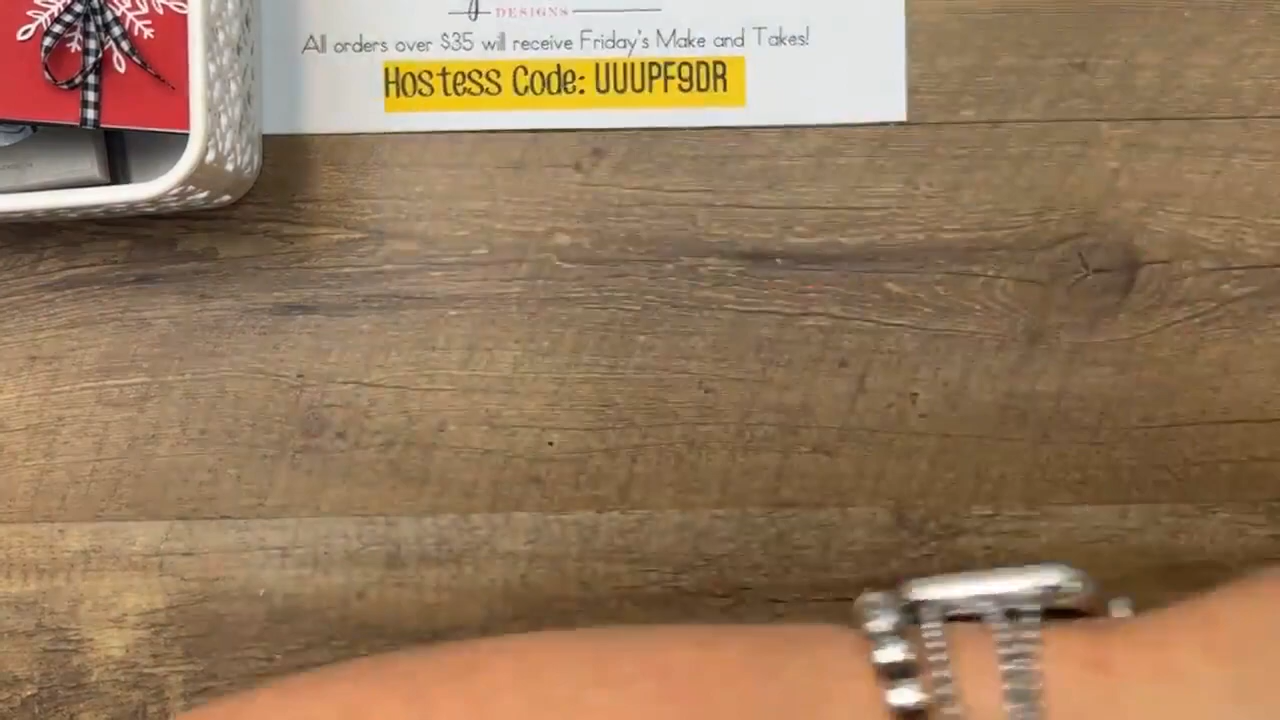 DESIGNS
All orders over $35 will receive Friday's Make and Takes!
Hostess Code: UUUPF9DR